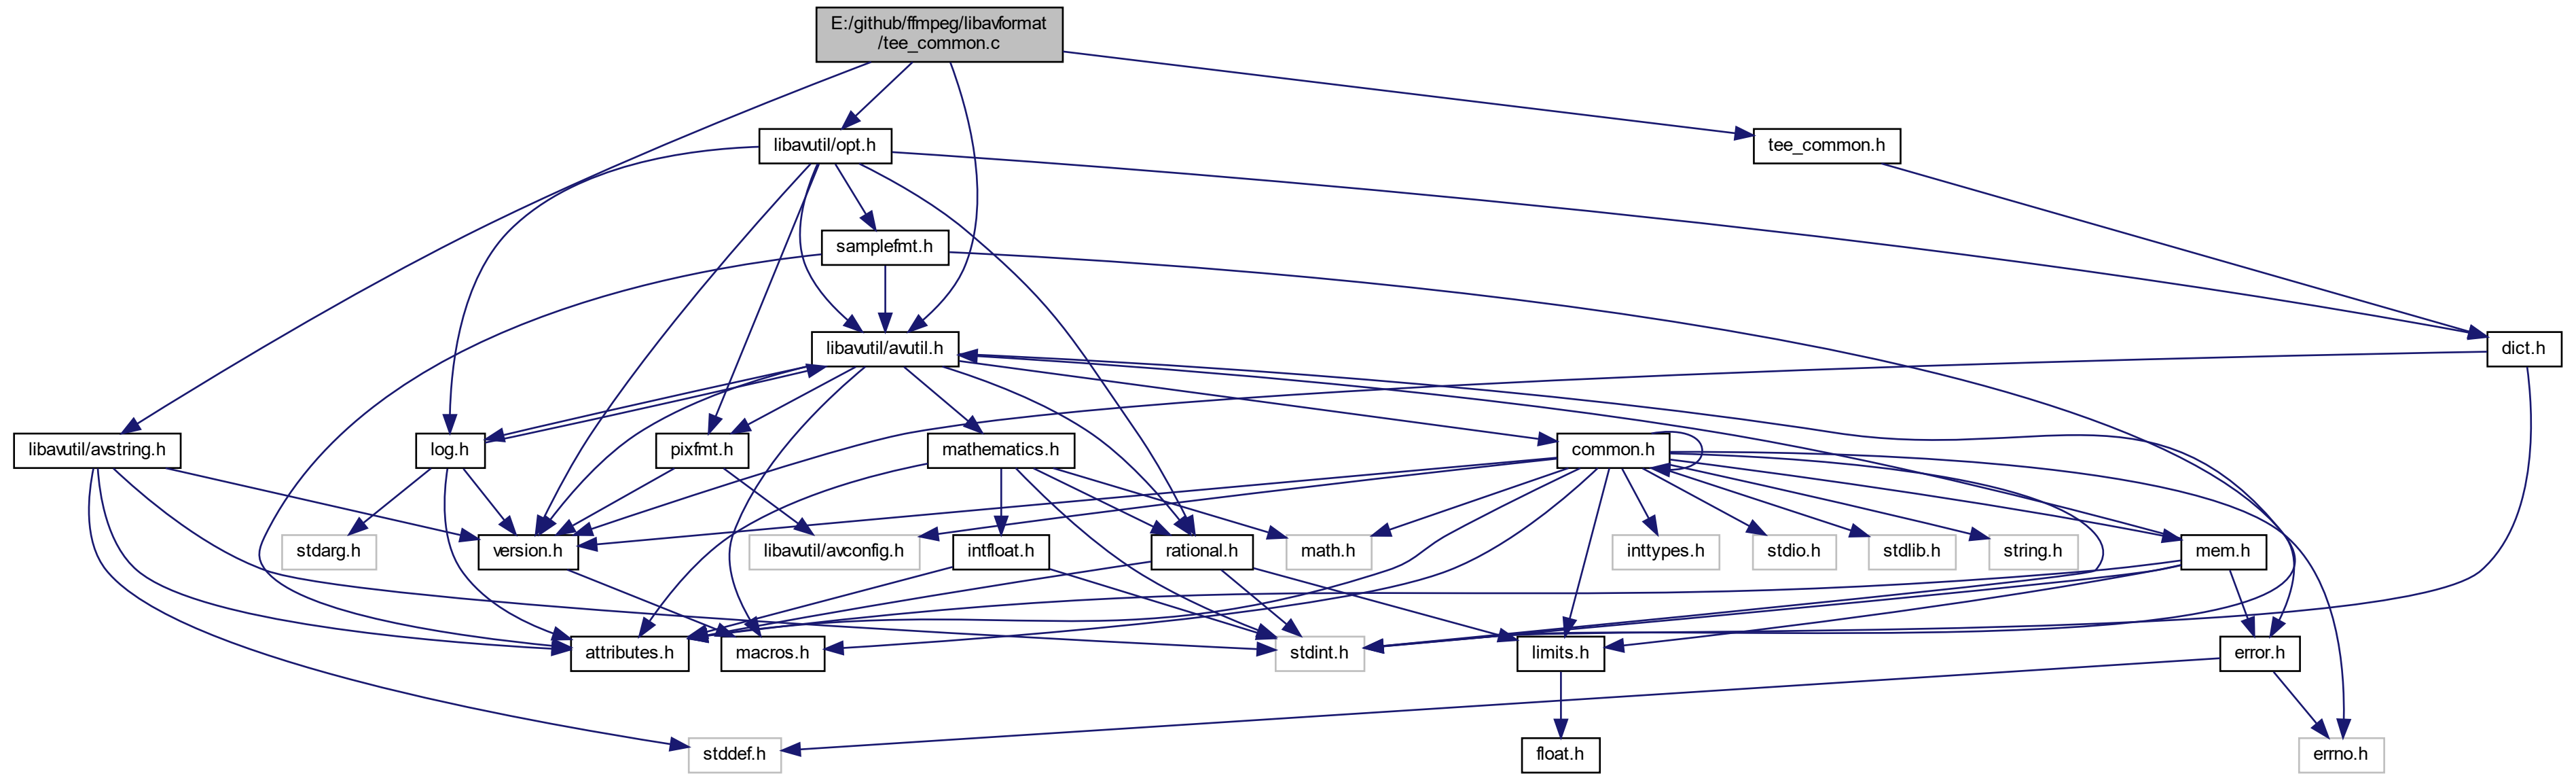 E:/github/ffmpeg/libavformat
/tee_common.c
libavutil/opt.h
tee_common.h
samplefmt.h
libavutil/avutil.h
dict.h
libavutil/avstring.h
log.h
pixfmt.h
mathematics.h
common.h
stdarg.h
version.h
libavutil/avconfig.h
intfloat.h
rational.h
math.h
inttypes.h
stdio.h
stdlib.h
string.h
mem.h
attributes.h
macros.h
stdint.h
limits.h
error.h
stddef.h
float.h
errno.h